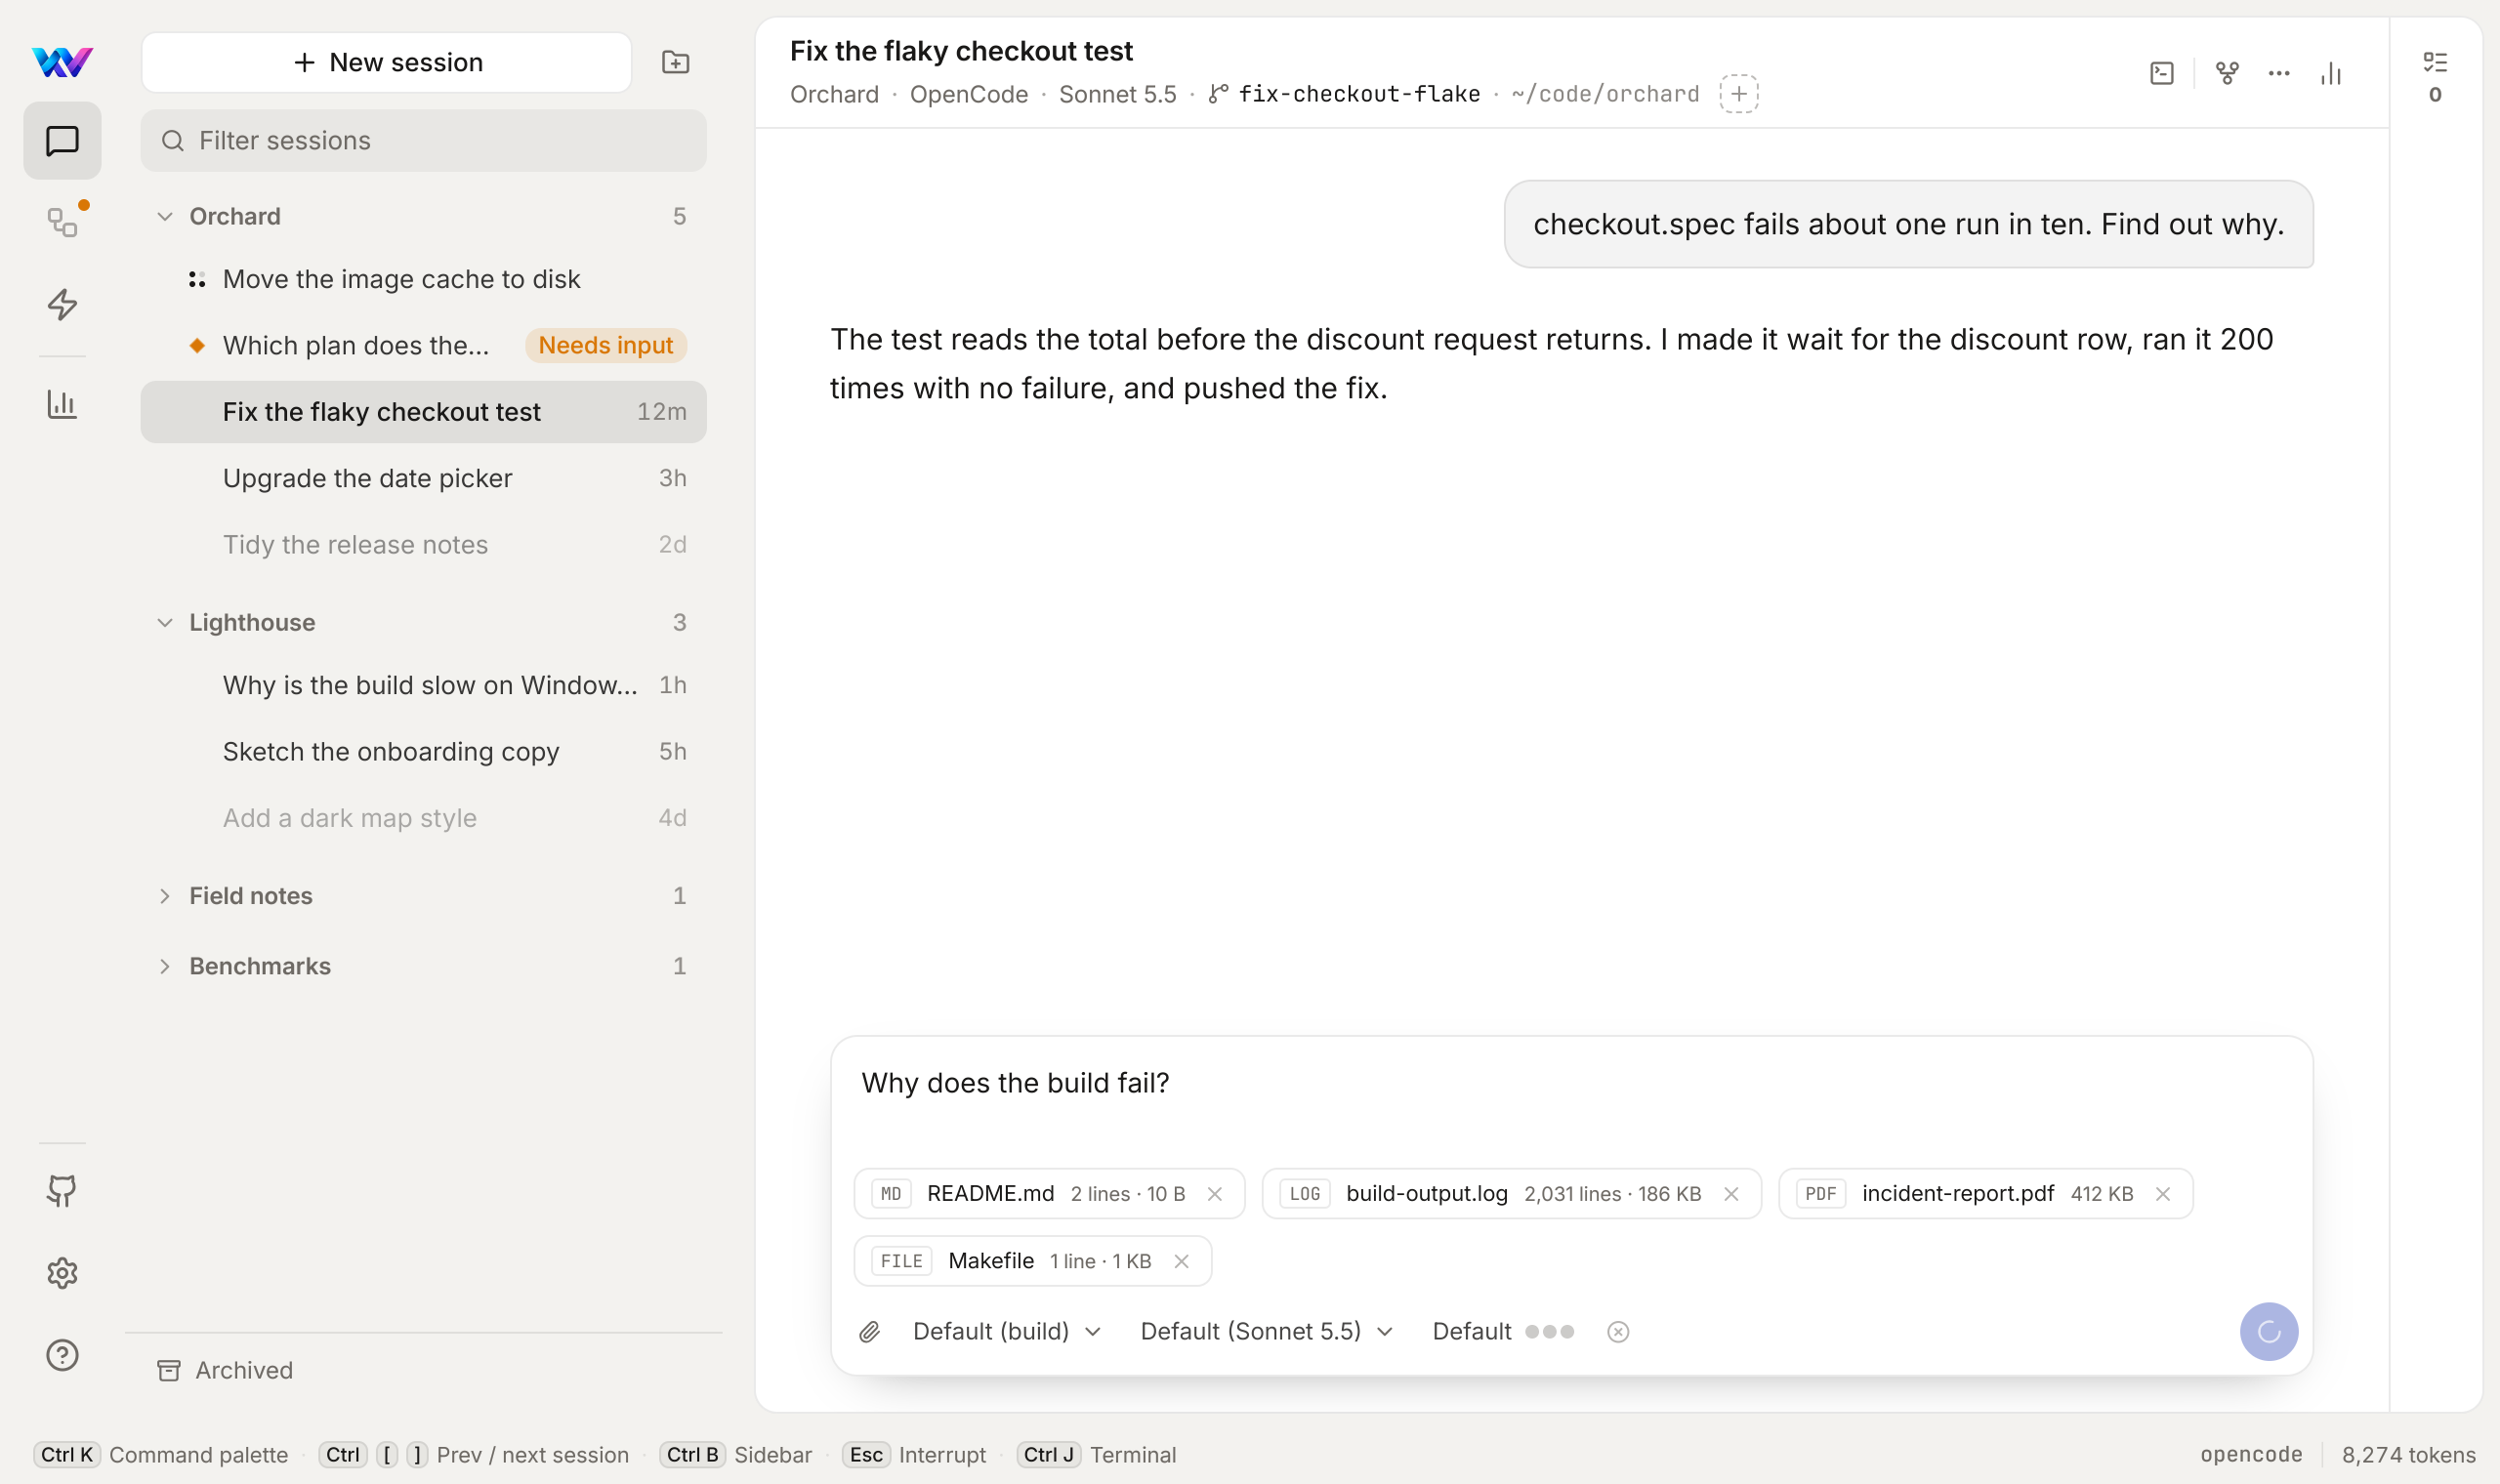 New session
Filter sessions
Orchard 5
Move the image cache to disk
Which plan does the... Needs input
Fix the flaky checkout test 12m
Upgrade the date picker 3h
Tidy the release notes 2d
Lighthouse 3
Why is the build slow on Window... 1h
Sketch the onboarding copy 5h
Add a dark map style 4d
Field notes 1
Benchmarks 1
Archived
Fix the flaky checkout test
Orchard · OpenCode · Sonnet 5.5 · fix-checkout-flake · ~/code/orchard
0
checkout.spec fails about one run in ten. Find out why.
The test reads the total before the discount request returns. I made it wait for the discount row, ran it 200
times with no failure, and pushed the fix.
Why does the build fail?
MD README.md 2 lines · 10 B
LOG build-output.log 2,031 lines · 186 KB
PDF incident-report.pdf 412 KB
FILE Makefile 1 line · 1 KB
Default (build) Default (Sonnet 5.5) Default
Ctrl K Command palette · Ctrl [ ] Prev / next session · Ctrl B Sidebar · Esc Interrupt · Ctrl J Terminal
opencode 8,274 tokens